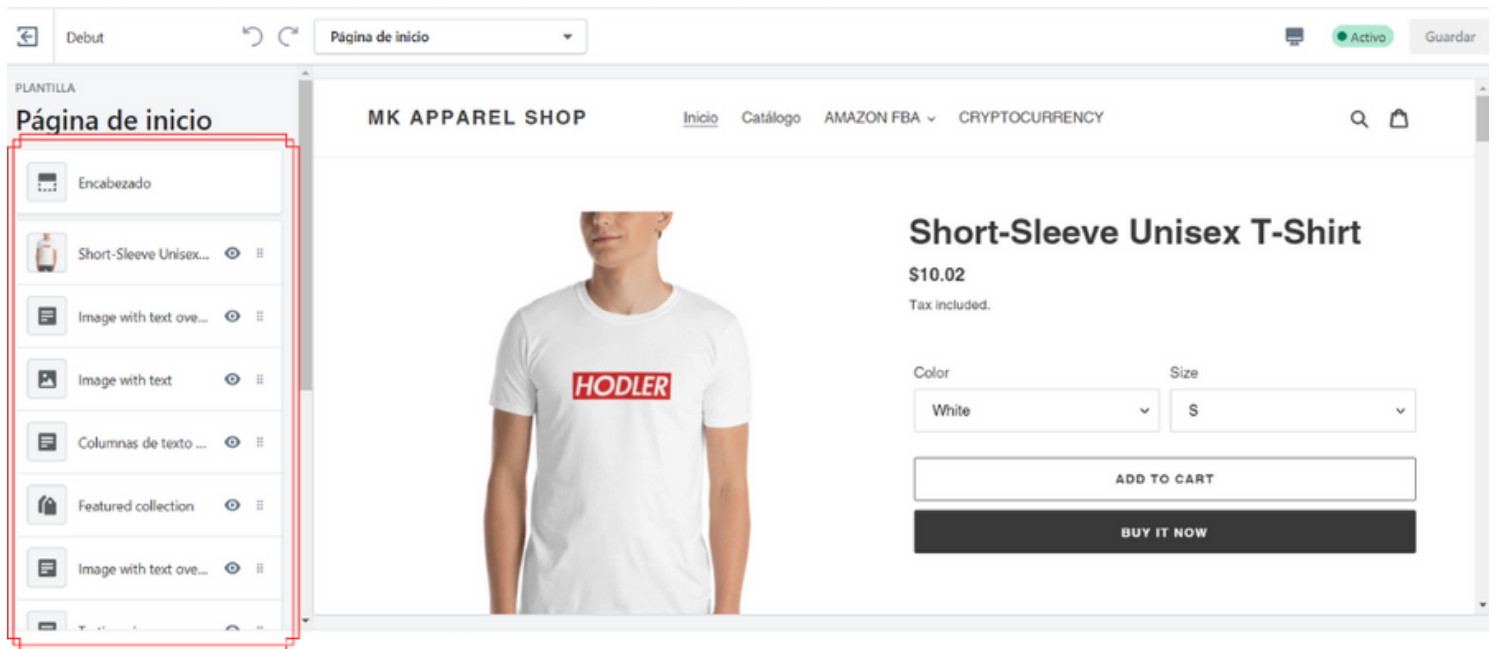 Debut
Página de inicio
Activo
Guardar
PLANTILLA
Página de inicio
Encabezado
Short-Sleeve Unisex...
Image with text ove...
Image with text
Columnas de texto ...
Featured collection
Image with text ove...
MK APPAREL SHOP
Inicio Catálogo AMAZON FBA CRYPTOCURRENCY
HODLER
Short-Sleeve Unisex T-Shirt
$10.02
Tax included.
Color Size
White S
ADD TO CART
BUY IT NOW